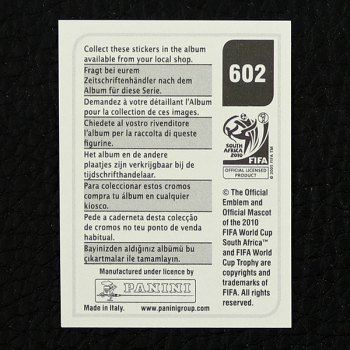 Collect these stickers in the album
available from your local shop.
Fragt bei eurem
Zeitschriftenhändler nach dem
Album für diese Serie.
Demandez à votre détaillant l'Album
pour la collection de ces images.
Chiedete al vostro rivenditore
l'album per la raccolta di queste
figurine.
Het album en de andere
plaatjes zijn verkrijgbaar bij de
tijdschrifthandelaar.
Para coleccionar estos cromos
compra tu álbum en cualquier
kiosco.
Pede a caderneta desta colecção
de cromos no teu ponto de venda
habitual.
Bayinizden aldığınız albümü bu
çıkartmalar ile tamamlayın.
Manufactured under licence by
PANINI
Made in Italy. www.paninigroup.com
602
SOUTH AFRICA
2010
FIFA
© 2005 FIFA TM
OFFICIAL LICENSED
PRODUCT
© The Official
Emblem and
Official Mascot
of the 2010
FIFA World Cup
South Africa™
and FIFA World
Cup Trophy are
copyrights and
trademarks of
FIFA. All rights
reserved.